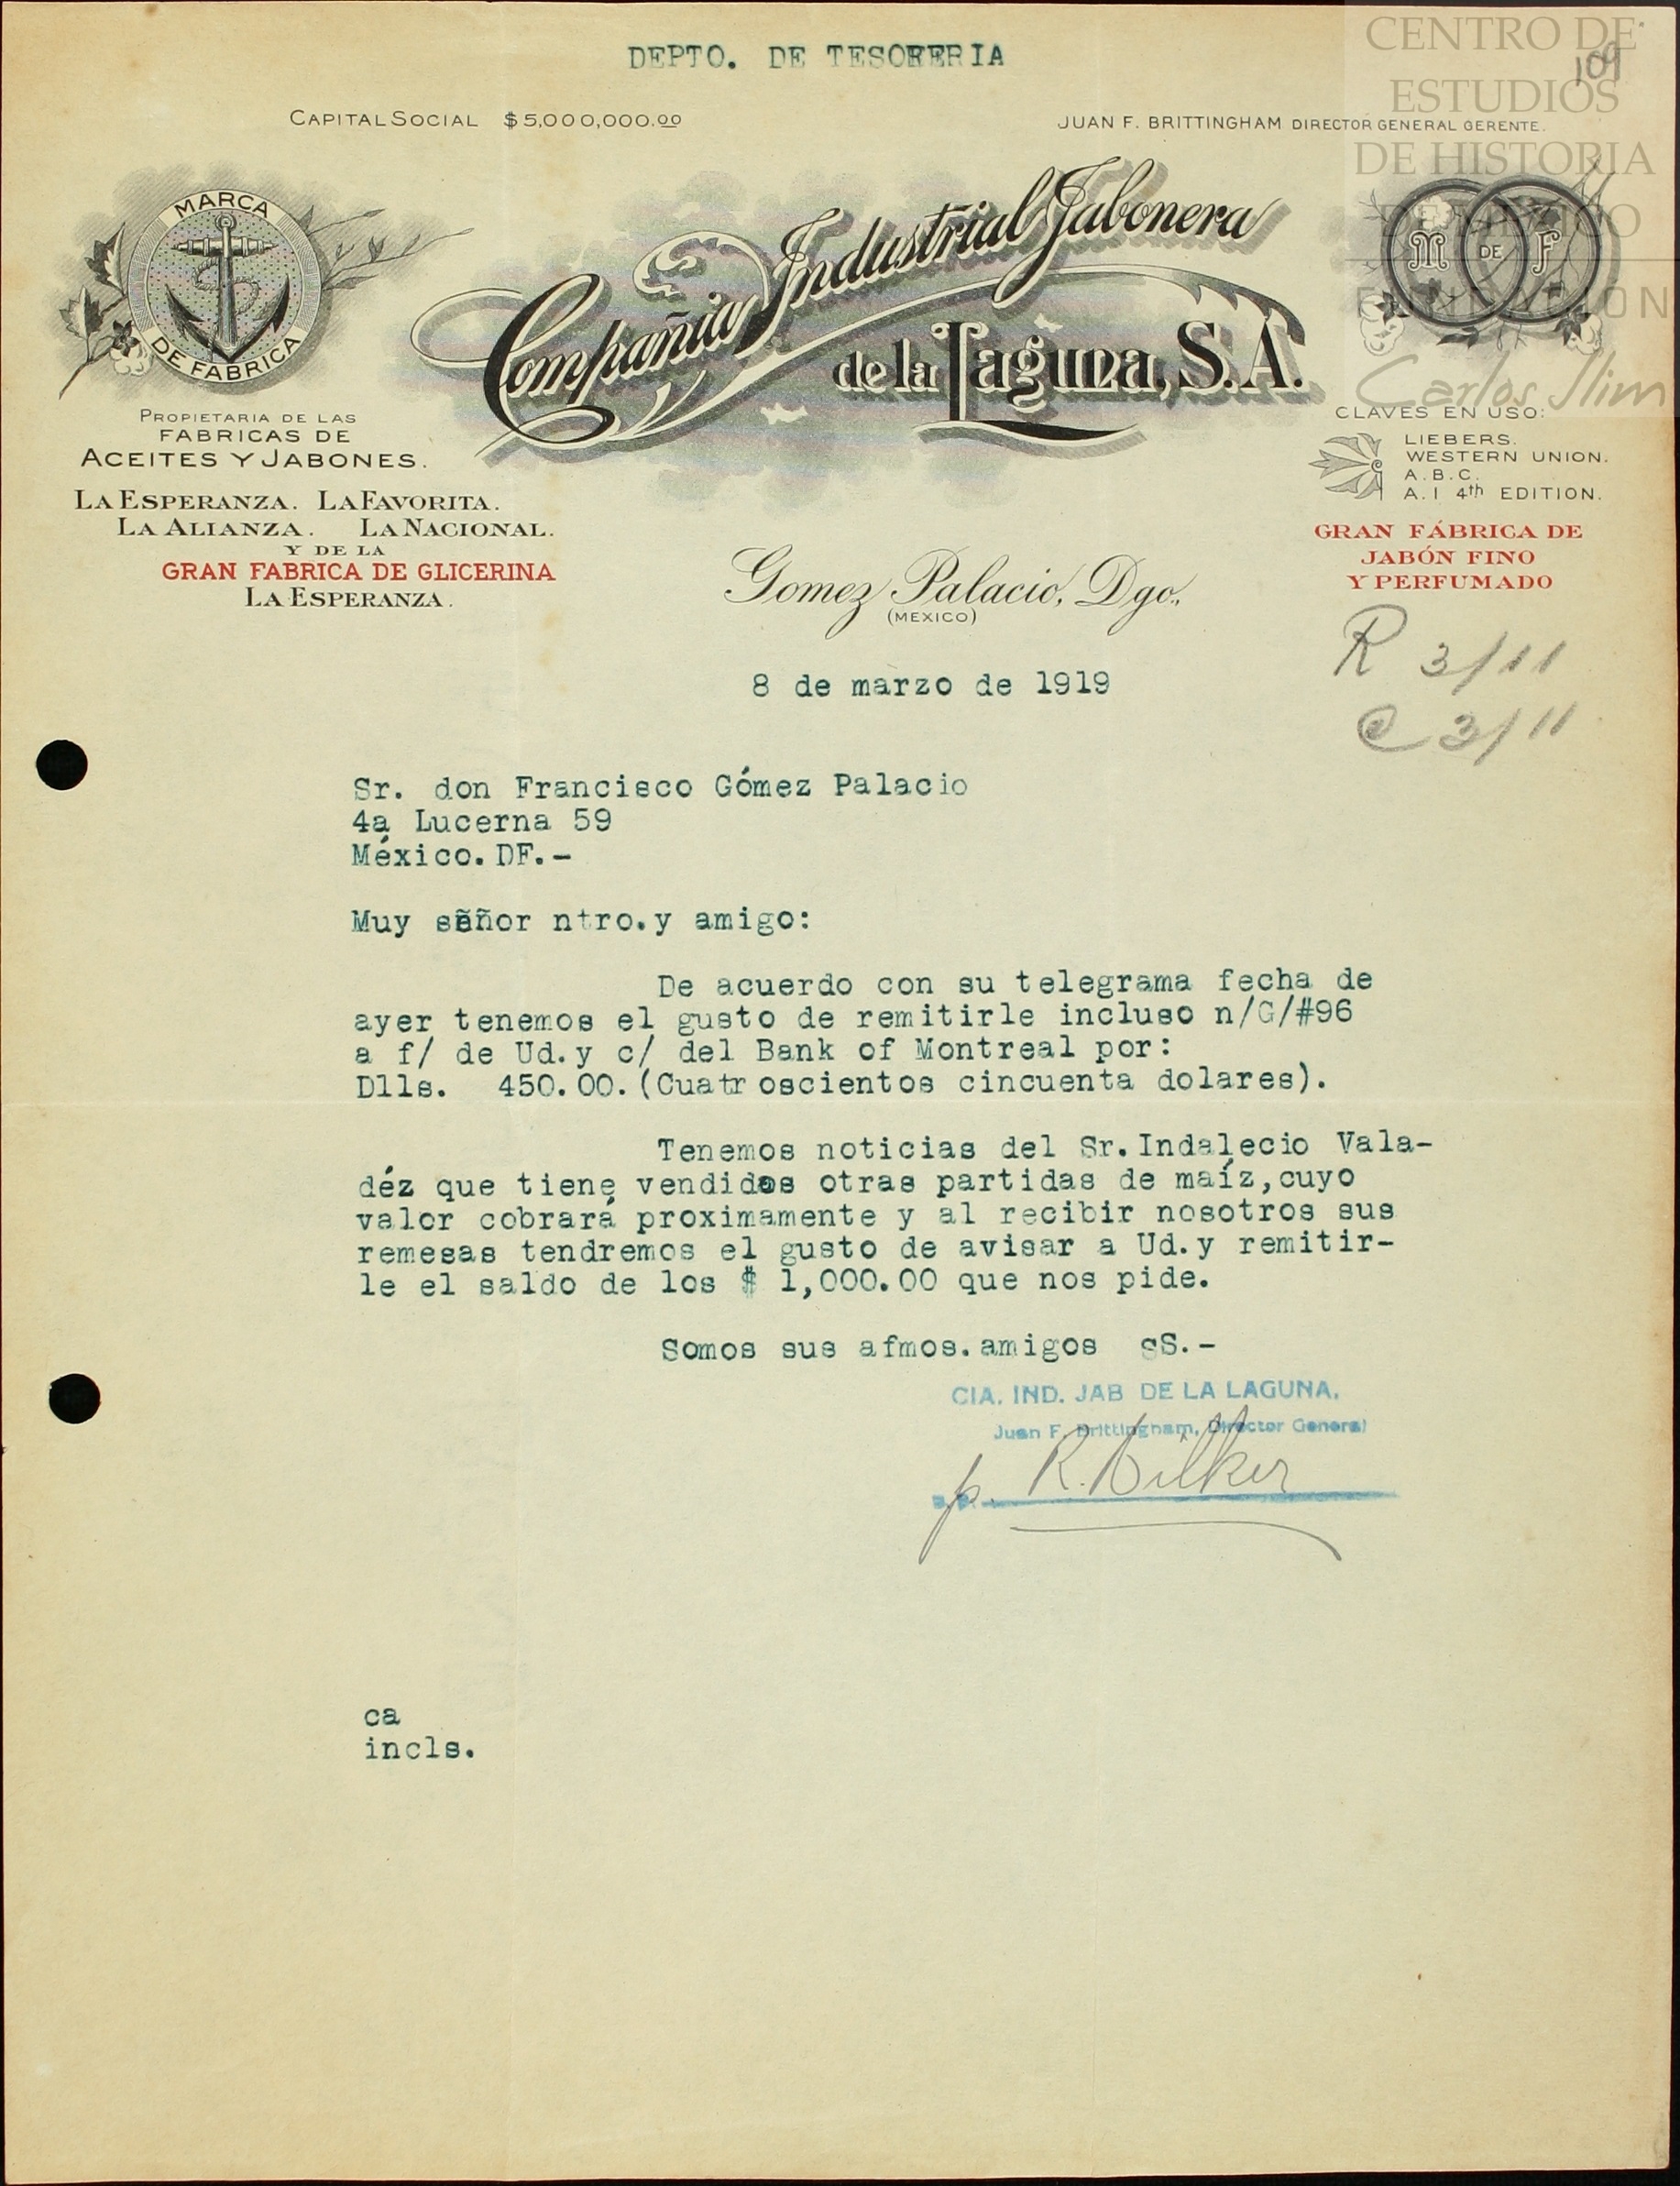 DEPTO. DE TESORERIA
109
CAPITAL SOCIAL $5,000,000.00
JUAN F. BRITTINGHAM DIRECTOR GENERAL GERENTE.
CENTRO DE
ESTUDIOS
DE HISTORIA
DE MÉXICO
FUNDACIÓN
Carlos Slim
MARCA
DE FABRICA
Compañia Industrial Jabonera
de la Laguna, S.A.
M DE F
PROPIETARIA DE LAS
FABRICAS DE
ACEITES Y JABONES.
LA ESPERANZA. LA FAVORITA.
LA ALIANZA. LA NACIONAL.
Y DE LA
GRAN FABRICA DE GLICERINA
LA ESPERANZA.
CLAVES EN USO:
LIEBERS.
WESTERN UNION.
A.B.C.
A.1 4th EDITION.
GRAN FÁBRICA DE
JABÓN FINO
Y PERFUMADO
Gomez Palacio, Dgo.,
(MEXICO)
R 3/11
C 3/11
8 de marzo de 1919
Sr. don Francisco Gómez Palacio
4a Lucerna 59
México. DF.-
Muy señor ntro. y amigo:
De acuerdo con su telegrama fecha de
ayer tenemos el gusto de remitirle incluso n/G/#96
a f/ de Ud. y c/ del Bank of Montreal por:
Dlls. 450.00. (Cuatroscientos cincuenta dolares).
Tenemos noticias del Sr. Indalecio Vala-
déz que tiene vendidas otras partidas de maíz, cuyo
valor cobrará proximamente y al recibir nosotros sus
remesas tendremos el gusto de avisar a Ud. y remitir-
le el saldo de los $ 1,000.00 que nos pide.
Somos sus afmos. amigos sS.-
CIA. IND. JAB DE LA LAGUNA.
Juan F. Brittingham, Director General
p.
ca
incls.